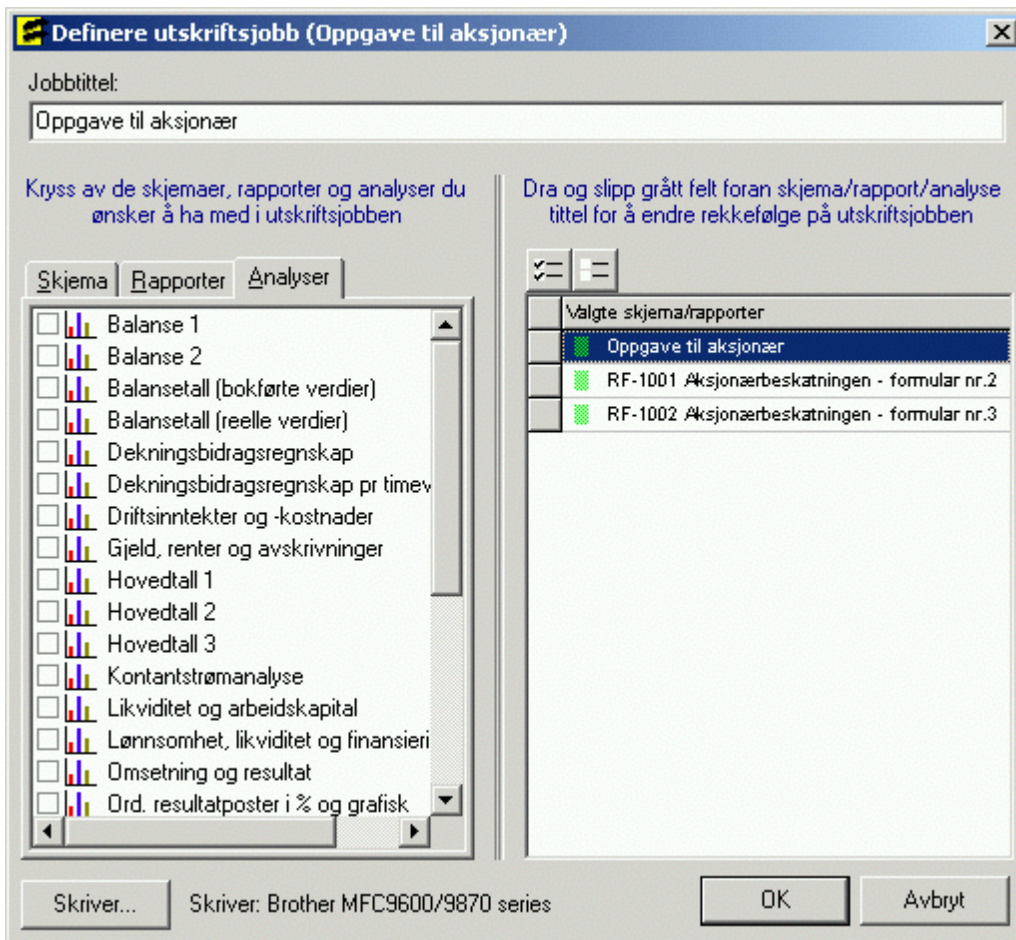 Definere utskriftsjobb (Oppgave til aksjonær)
Jobbtittel:
Oppgave til aksjonær
Kryss av de skjemaer, rapporter og analyser du
ønsker å ha med i utskriftsjobben
Skjema Rapporter Analyser
Balanse 1
Balanse 2
Balansetall (bokførte verdier)
Balansetall (reelle verdier)
Dekningsbidragsregnskap
Dekningsbidragsregnskap pr timev
Driftsinntekter og -kostnader
Gjeld, renter og avskrivninger
Hovedtall 1
Hovedtall 2
Hovedtall 3
Kontantstrømanalyse
Likviditet og arbeidskapital
Lønnsomhet, likviditet og finansieri
Omsetning og resultat
Ord. resultatposter i % og grafisk
Dra og slipp grått felt foran skjema/rapport/analyse
tittel for å endre rekkefølge på utskriftsjobben
Valgte skjema/rapporter
Oppgave til aksjonær
RF-1001 Aksjonærbeskatningen - formular nr.2
RF-1002 Aksjonærbeskatningen - formular nr.3
Skriver... Skriver: Brother MFC9600/9870 series
OK Avbryt